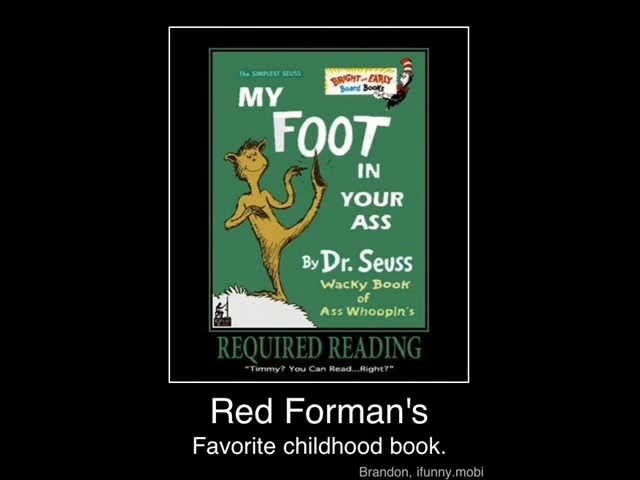 The SIMPLEST SEUSS
BRIGHT and EARLY
Board Books
MY
FOOT
IN
YOUR
ASS
By Dr. Seuss
Wacky Book
of
Ass Whoopin's
REQUIRED READING
"Timmy? You Can Read...Right?"
Red Forman's
Favorite childhood book.
Brandon, ifunny.mobi